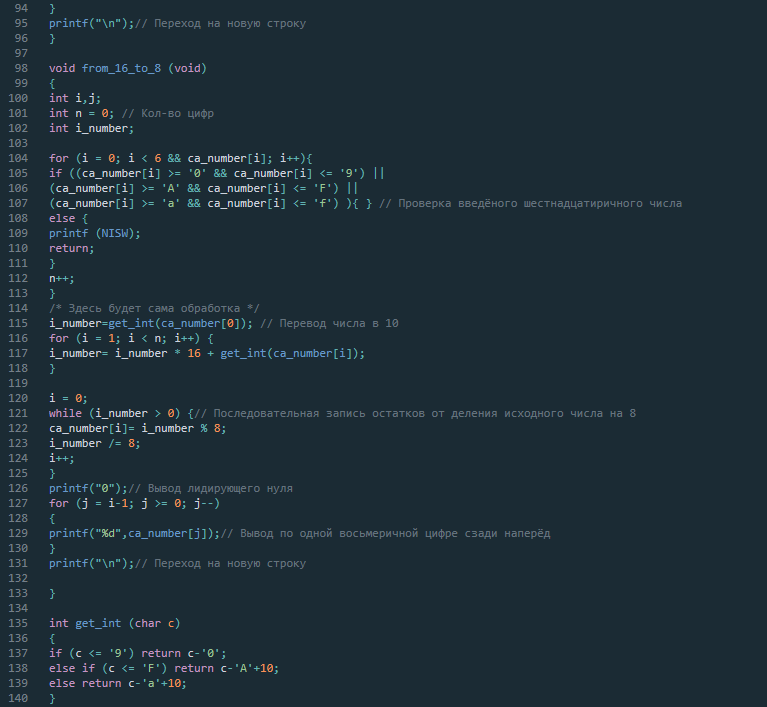 94 }
95 printf("\n");// Переход на новую строку
96 }
97
98 void from_16_to_8 (void)
99 {
100 int i,j;
101 int n = 0; // Кол-во цифр
102 int i_number;
103
104 for (i = 0; i < 6 && ca_number[i]; i++){
105 if ((ca_number[i] >= '0' && ca_number[i] <= '9') ||
106 (ca_number[i] >= 'A' && ca_number[i] <= 'F') ||
107 (ca_number[i] >= 'a' && ca_number[i] <= 'f') ){ } // Проверка введёного шестнадцатиричного числа
108 else {
109 printf (NISW);
110 return;
111 }
112 n++;
113 }
114 /* Здесь будет сама обработка */
115 i_number=get_int(ca_number[0]); // Перевод числа в 10
116 for (i = 1; i < n; i++) {
117 i_number= i_number * 16 + get_int(ca_number[i]);
118 }
119
120 i = 0;
121 while (i_number > 0) {// Последовательная запись остатков от деления исходного числа на 8
122 ca_number[i]= i_number % 8;
123 i_number /= 8;
124 i++;
125 }
126 printf("0");// Вывод лидирующего нуля
127 for (j = i-1; j >= 0; j--)
128 {
129 printf("%d",ca_number[j]);// Вывод по одной восьмеричной цифре сзади наперёд
130 }
131 printf("\n");// Переход на новую строку
132
133 }
134
135 int get_int (char c)
136 {
137 if (c <= '9') return c-'0';
138 else if (c <= 'F') return c-'A'+10;
139 else return c-'a'+10;
140 }